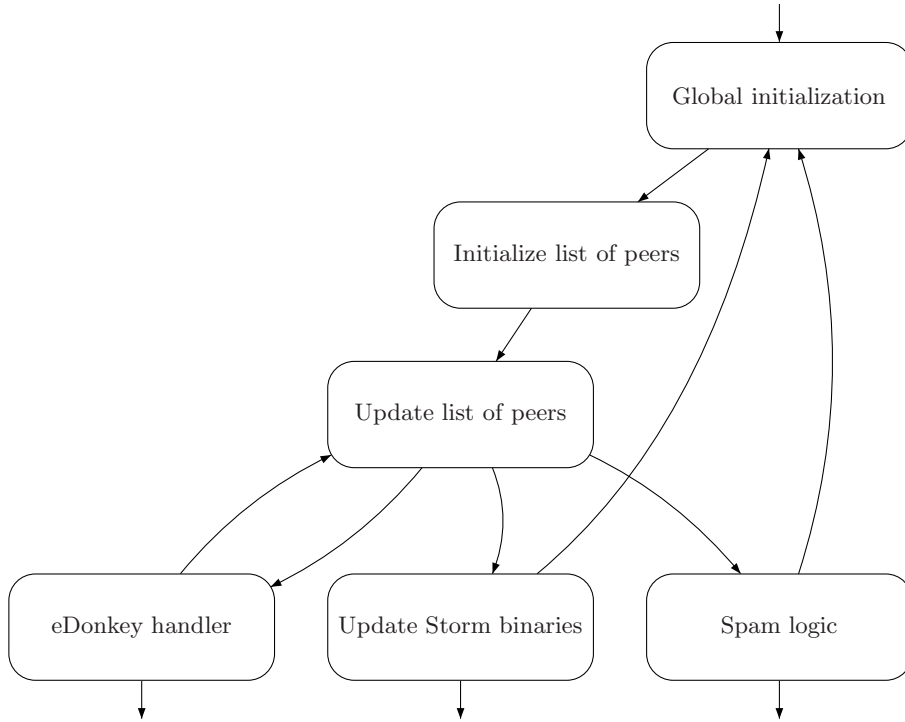 Global initialization
Initialize list of peers
Update list of peers
eDonkey handler
Update Storm binaries
Spam logic